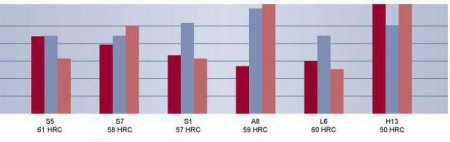 S5 S7 S1 A8 L6 H13
61 HRC 58 HRC 57 HRC 59 HRC 60 HRC 50 HRC